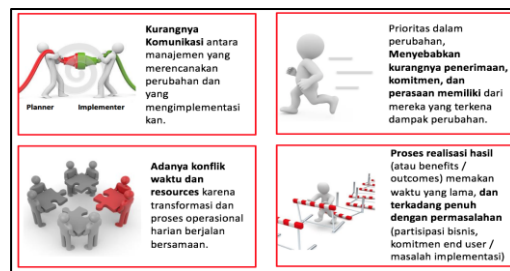 Kurangnya
Komunikasi antara
manajemen yang
merencanakan
perubahan dan
yang
mengimplementasi
kan.
Planner
Implementer
Prioritas dalam
perubahan,
Menyebabkan
kurangnya penerimaan,
komitmen, dan
perasaan memiliki dari
mereka yang terkena
dampak perubahan.
Adanya konflik
waktu dan
resources karena
transformasi dan
proses operasional
harian berjalan
bersamaan.
Proses realisasi hasil
(atau benefits /
outcomes) memakan
waktu yang lama, dan
terkadang penuh
dengan permasalahan
(partisipasi bisnis,
komitmen end user /
masalah implementasi)